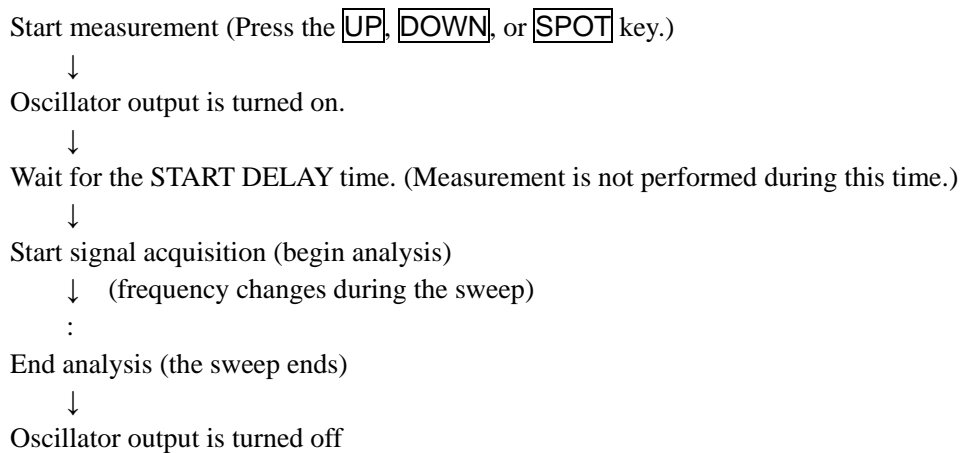 Start measurement (Press the UP, DOWN, or SPOT key.)
↓
Oscillator output is turned on.
↓
Wait for the START DELAY time. (Measurement is not performed during this time.)
↓
Start signal acquisition (begin analysis)
↓ (frequency changes during the sweep)
:
End analysis (the sweep ends)
↓
Oscillator output is turned off